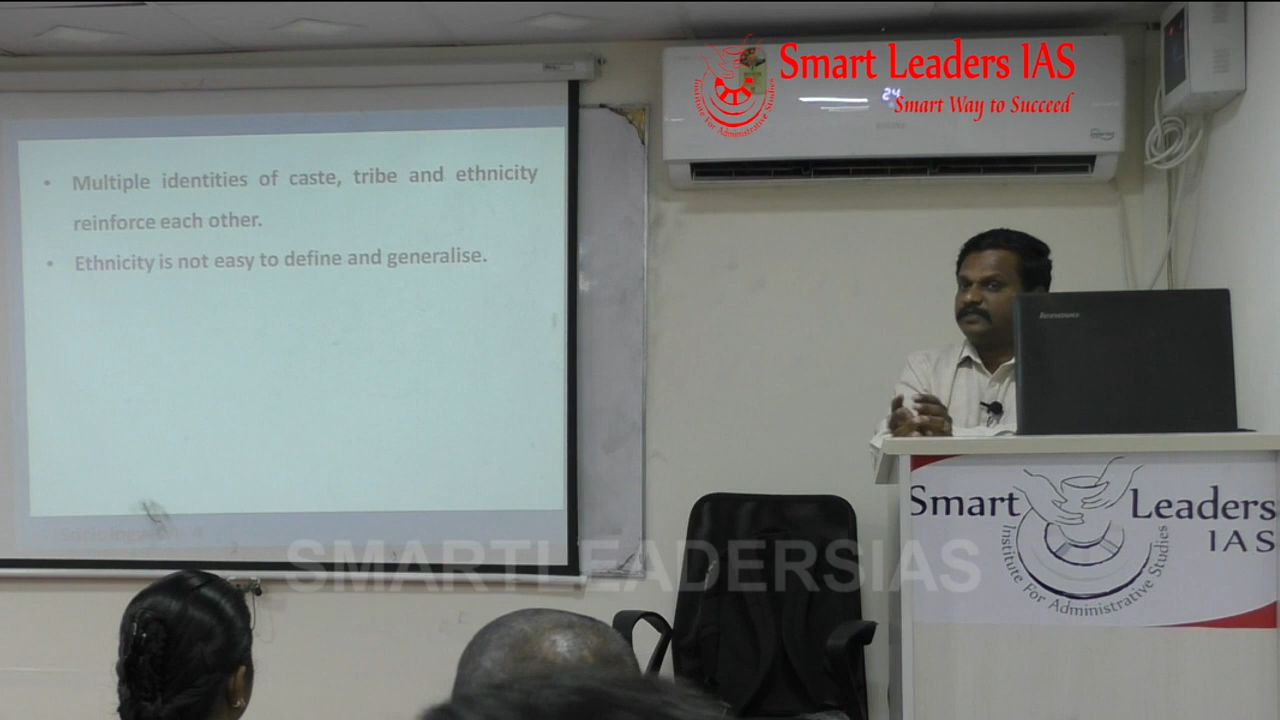 Smart Leaders IAS
Smart Way to Succeed
Institute For Administrative Studies
24
• Multiple identities of caste, tribe and ethnicity
reinforce each other.
• Ethnicity is not easy to define and generalise.
lenovo
Smart Leaders
IAS
Institute For Administrative Studies
SMARTLEADERSIAS